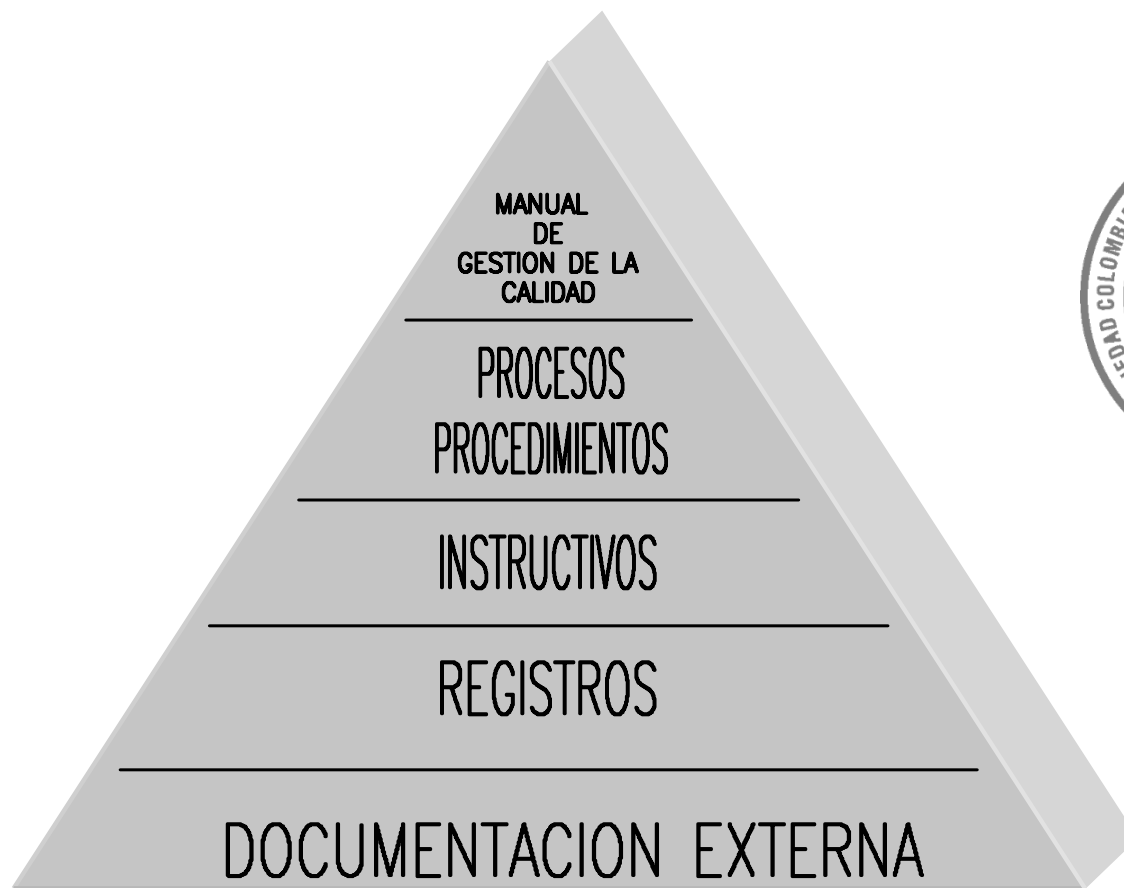 MANUAL
DE
GESTION DE LA
CALIDAD
PROCESOS
PROCEDIMIENTOS
INSTRUCTIVOS
REGISTROS
DOCUMENTACION EXTERNA